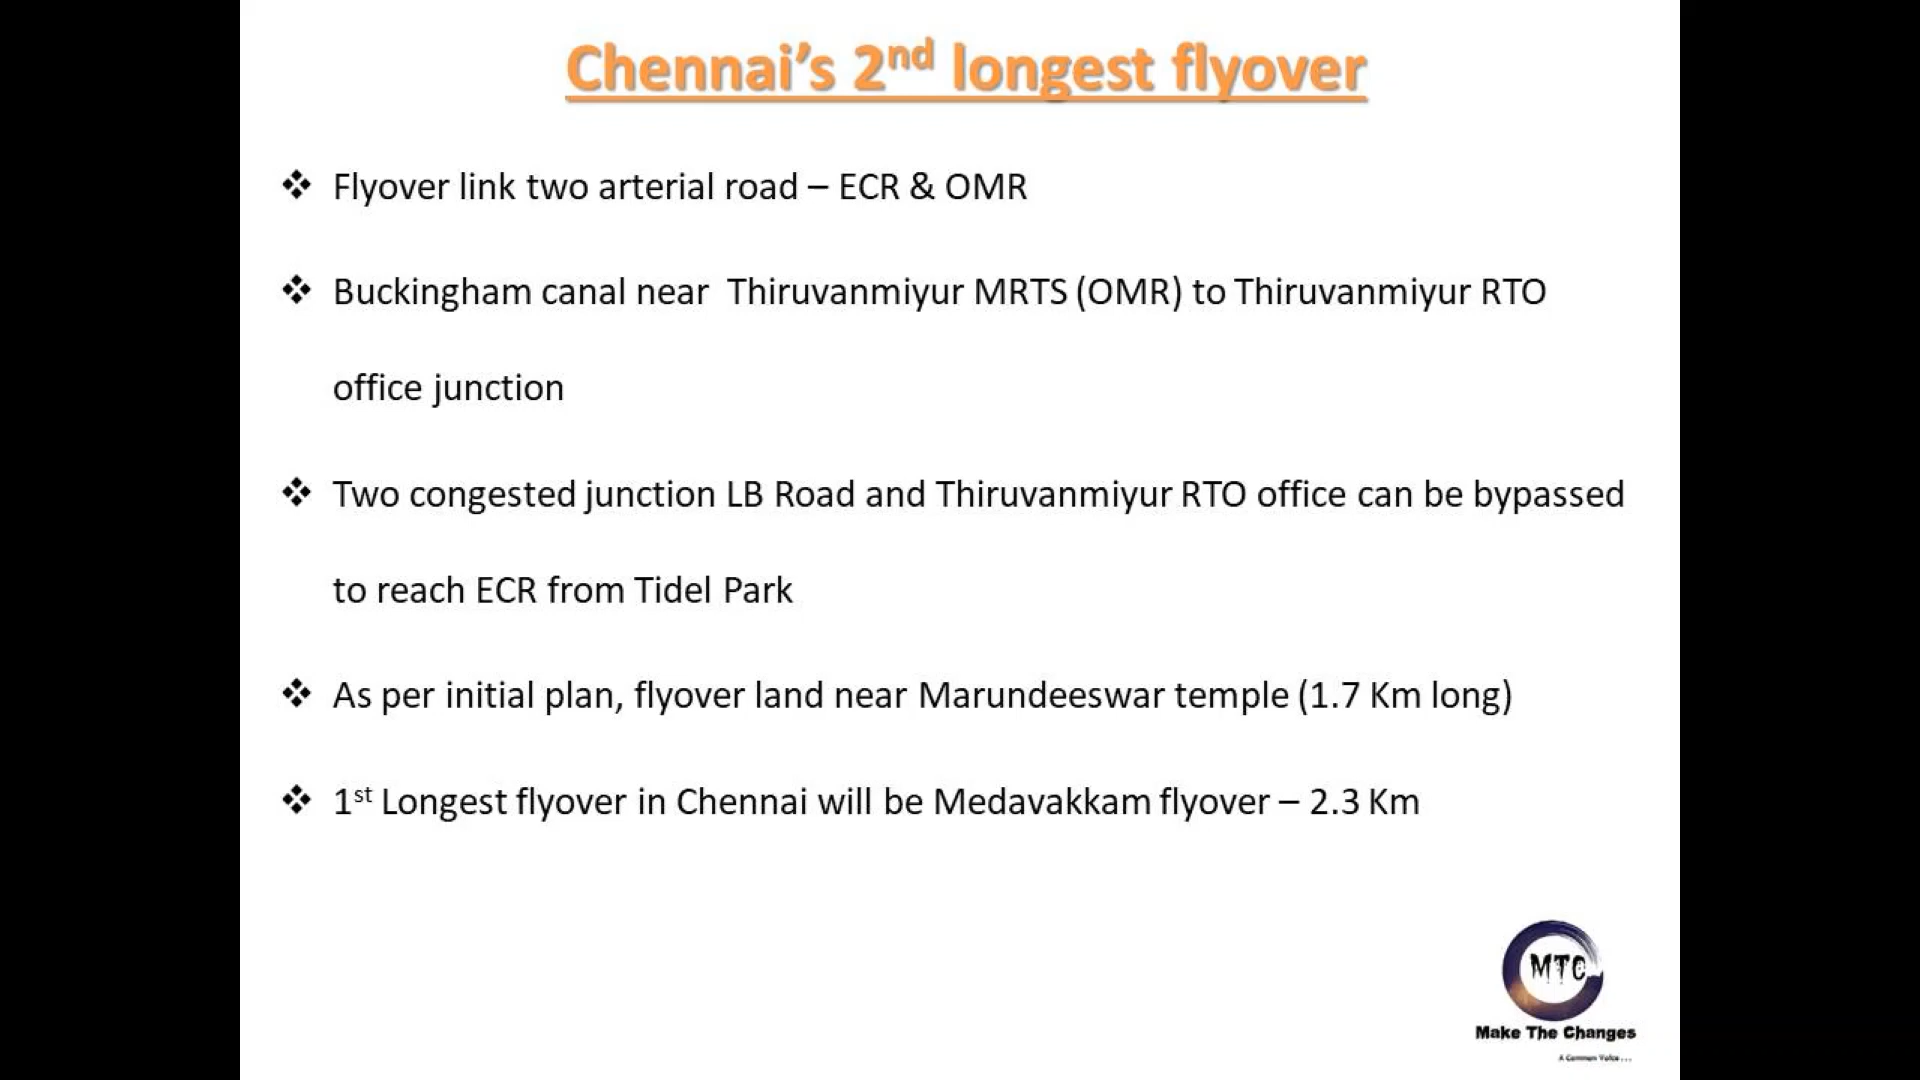 Chennai's 2nd longest flyover
❖ Flyover link two arterial road – ECR & OMR
❖ Buckingham canal near Thiruvanmiyur MRTS (OMR) to Thiruvanmiyur RTO
office junction
❖ Two congested junction LB Road and Thiruvanmiyur RTO office can be bypassed
to reach ECR from Tidel Park
❖ As per initial plan, flyover land near Marundeeswar temple (1.7 Km long)
❖ 1st Longest flyover in Chennai will be Medavakkam flyover – 2.3 Km
MTC
Make The Changes
A Common Voice ...